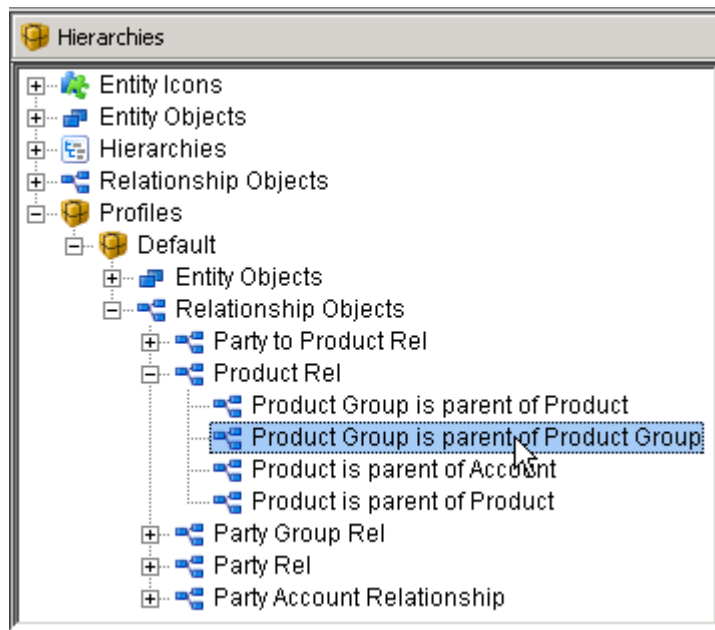 Hierarchies
Entity Icons
Entity Objects
Hierarchies
Relationship Objects
Profiles
Default
Entity Objects
Relationship Objects
Party to Product Rel
Product Rel
Product Group is parent of Product
Product Group is parent of Product Group
Product is parent of Account
Product is parent of Product
Party Group Rel
Party Rel
Party Account Relationship